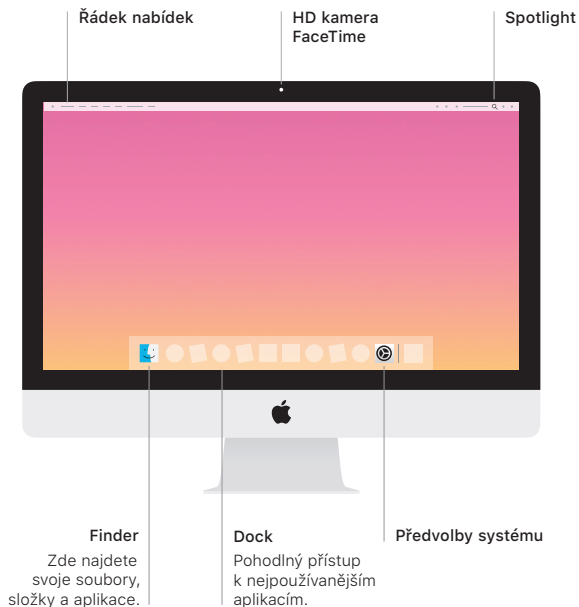 Řádek nabídek
HD kamera
FaceTime
Spotlight
Finder
Zde najdete
svoje soubory,
složky a aplikace.
Dock
Pohodlný přístup
k nejpoužívanějším
aplikacím.
Předvolby systému